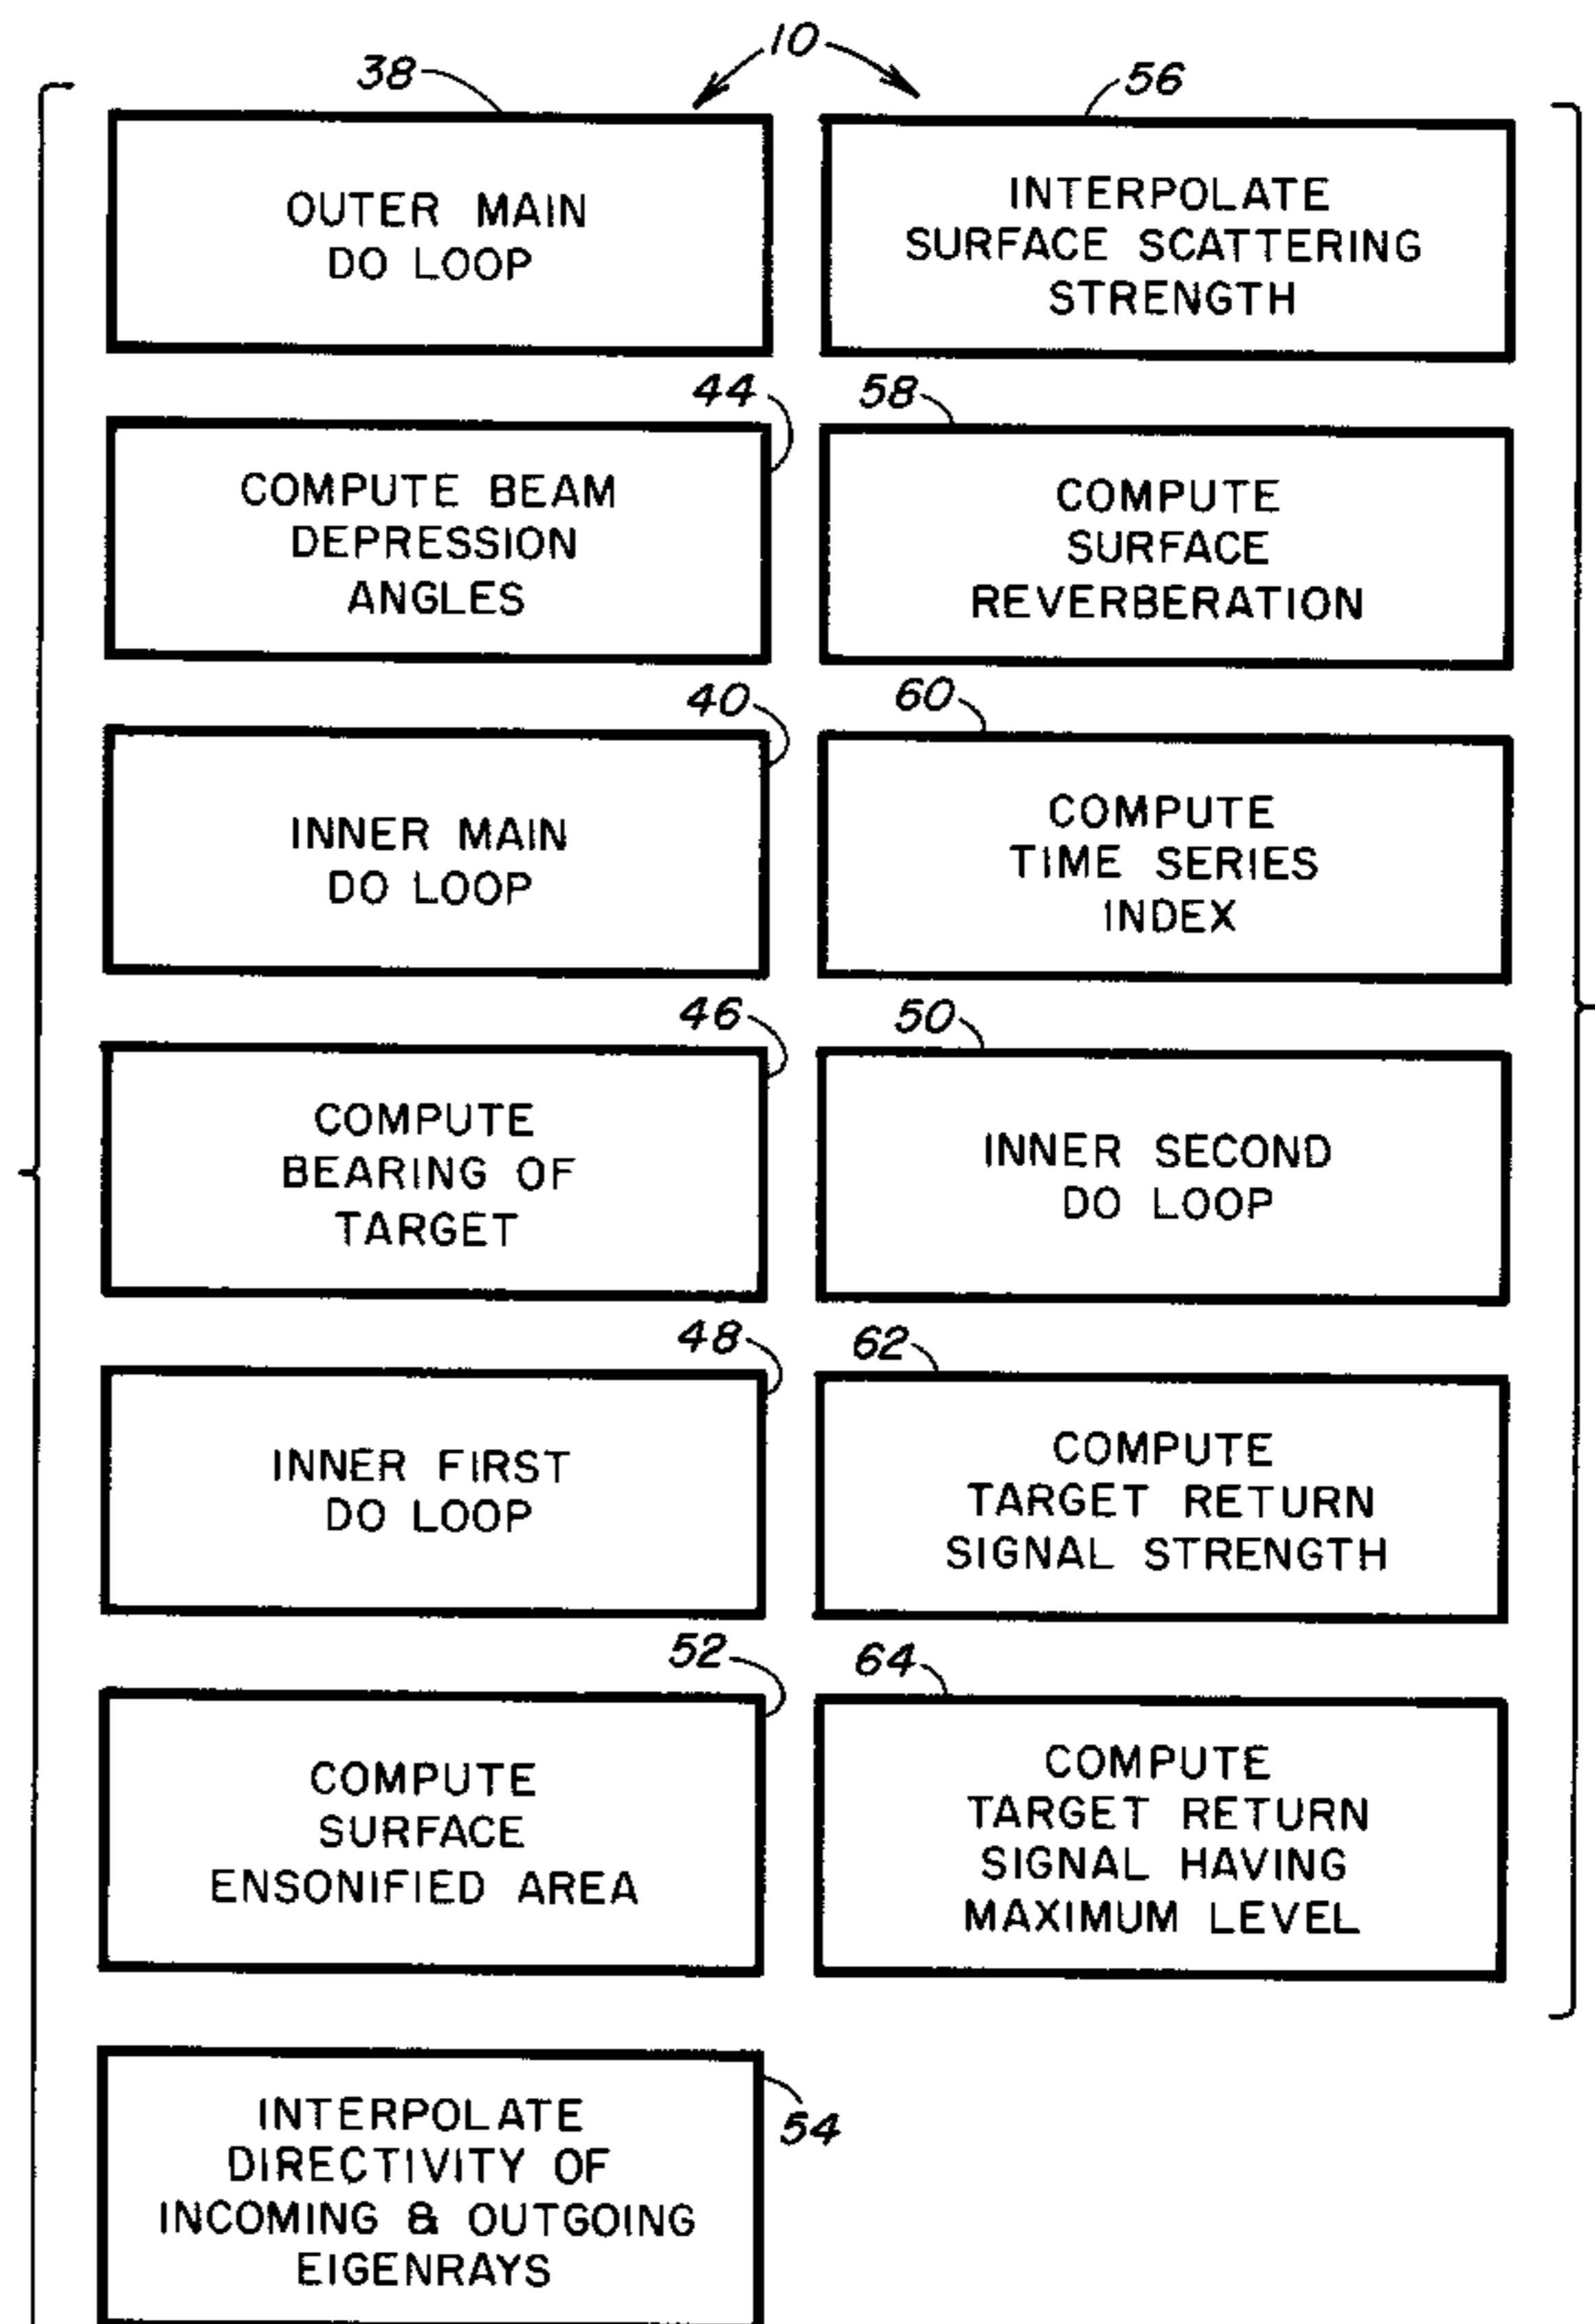 10
38
OUTER MAIN
DO LOOP
44
COMPUTE BEAM
DEPRESSION
ANGLES
40
INNER MAIN
DO LOOP
46
COMPUTE
BEARING OF
TARGET
48
INNER FIRST
DO LOOP
52
COMPUTE
SURFACE
ENSONIFIED AREA
54
INTERPOLATE
DIRECTIVITY OF
INCOMING & OUTGOING
EIGENRAYS
56
INTERPOLATE
SURFACE SCATTERING
STRENGTH
58
COMPUTE
SURFACE
REVERBERATION
60
COMPUTE
TIME SERIES
INDEX
50
INNER SECOND
DO LOOP
62
COMPUTE
TARGET RETURN
SIGNAL STRENGTH
64
COMPUTE
TARGET RETURN
SIGNAL HAVING
MAXIMUM LEVEL